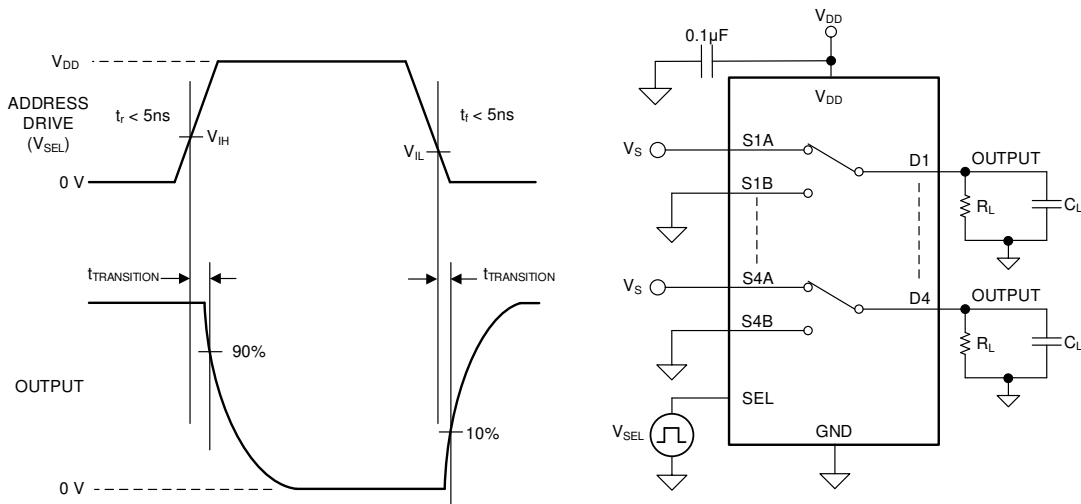 V_DD
ADDRESS
DRIVE
(V_SEL)
t_r < 5ns
V_IH
V_IL
t_f < 5ns
0 V
t_TRANSITION
t_TRANSITION
90%
OUTPUT
10%
0 V
V_DD
0.1µF
V_DD
V_S
S1A
D1
OUTPUT
S1B
R_L
C_L
V_S
S4A
D4
OUTPUT
S4B
R_L
C_L
SEL
V_SEL
GND